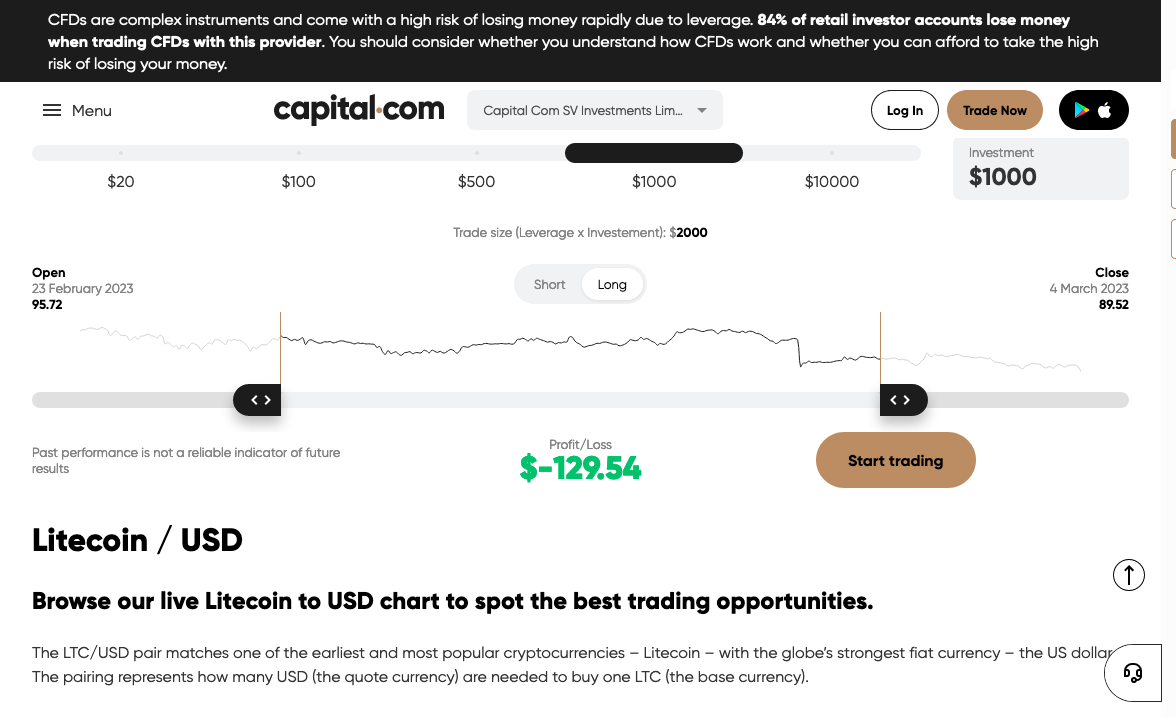 CFDs are complex instruments and come with a high risk of losing money rapidly due to leverage. 84% of retail investor accounts lose money
when trading CFDs with this provider. You should consider whether you understand how CFDs work and whether you can afford to take the high
risk of losing your money.
Menu
capital.com
Capital Com SV Investments Lim...
Log In
Trade Now
$20
$100
$500
$1000
$10000
Investment
$1000
Trade size (Leverage x Investement): $2000
Open
23 February 2023
95.72
Short
Long
Close
4 March 2023
89.52
Past performance is not a reliable indicator of future
results
Profit/Loss
$-129.54
Start trading
Litecoin / USD
Browse our live Litecoin to USD chart to spot the best trading opportunities.
The LTC/USD pair matches one of the earliest and most popular cryptocurrencies – Litecoin – with the globe's strongest fiat currency – the US dollar
The pairing represents how many USD (the quote currency) are needed to buy one LTC (the base currency).